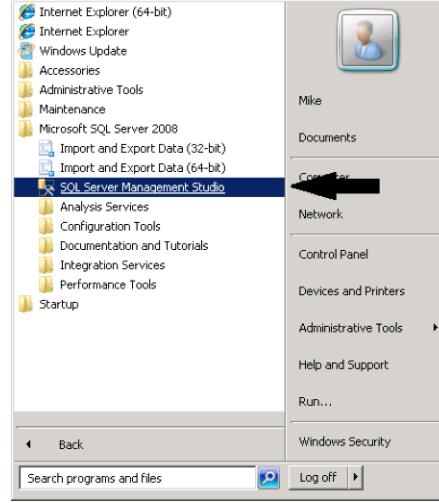 Internet Explorer (64-bit)
Internet Explorer
Windows Update
Accessories
Administrative Tools
Maintenance
Microsoft SQL Server 2008
Import and Export Data (32-bit)
Import and Export Data (64-bit)
SQL Server Management Studio
Analysis Services
Configuration Tools
Documentation and Tutorials
Integration Services
Performance Tools
Startup
Back
Search programs and files
Mike
Documents
Network
Control Panel
Devices and Printers
Administrative Tools
Help and Support
Run...
Windows Security
Log off